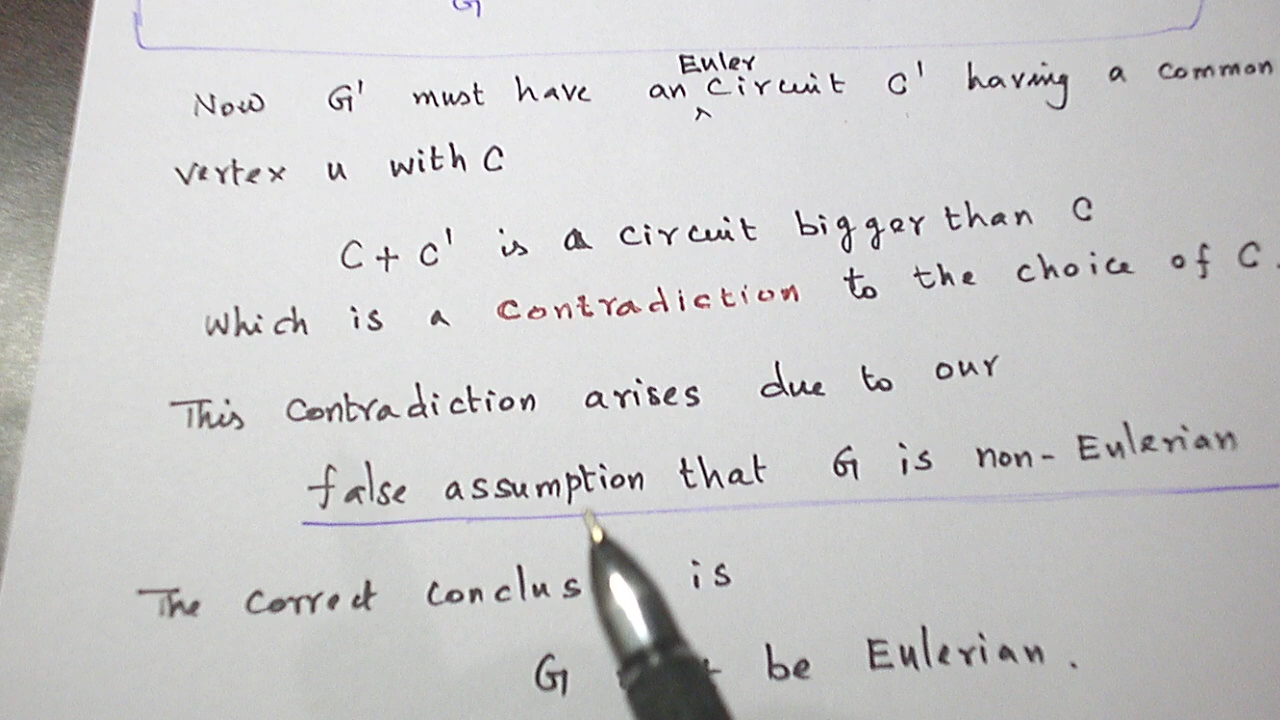 G
Now G' must have an Euler circuit C' having a common
vertex u with C
C + C' is a circuit bigger than C
which is a contradiction to the choice of C.
This contradiction arises due to our
false assumption that G is non-Eulerian
The correct conclus is
G be Eulerian.